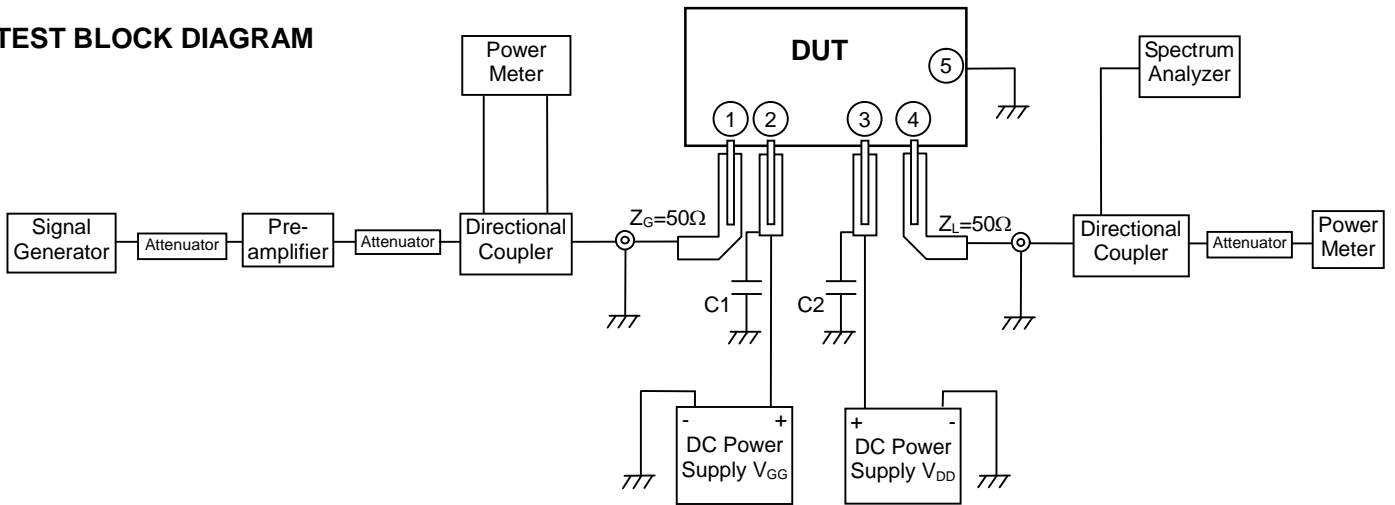 TEST BLOCK DIAGRAM
Power
Meter
DUT
5
Spectrum
Analyzer
1
2
3
4
Signal
Generator
Attenuator
Pre-
amplifier
Attenuator
Directional
Coupler
ZG=50Ω
ZL=50Ω
Directional
Coupler
Attenuator
Power
Meter
C1
C2
- +
DC Power
Supply VGG
+ -
DC Power
Supply VDD